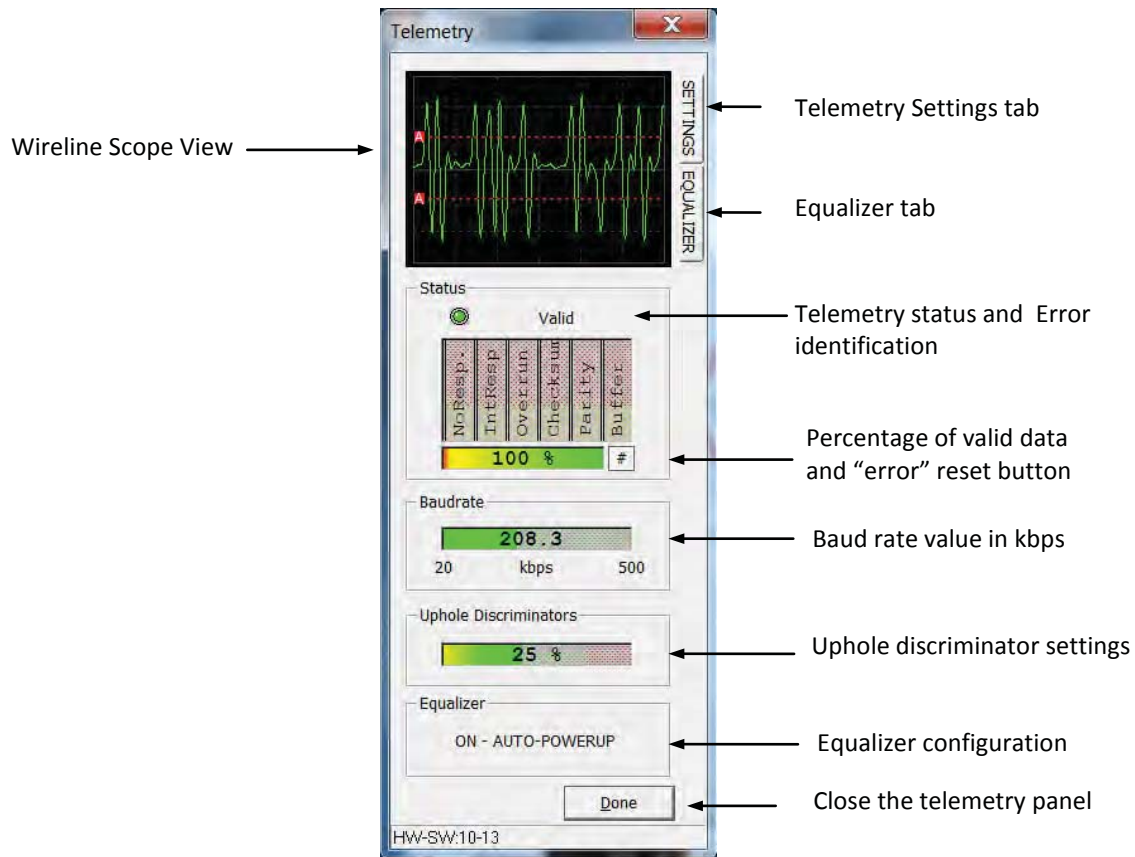 Telemetry
X
SETTINGS
Telemetry Settings tab
Wireline Scope View
A
A
EQUALIZER
Equalizer tab
Status
Valid
Telemetry status and Error
identification
NoResp.
IntResp
Overrun
Checksum
Parity
Buffer
100 %
#
Percentage of valid data
and “error” reset button
Baudrate
208.3
20 kbps 500
Baud rate value in kbps
Uphole Discriminators
25 %
Uphole discriminator settings
Equalizer
ON - AUTO-POWERUP
Equalizer configuration
Done
Close the telemetry panel
HW-SW:10-13